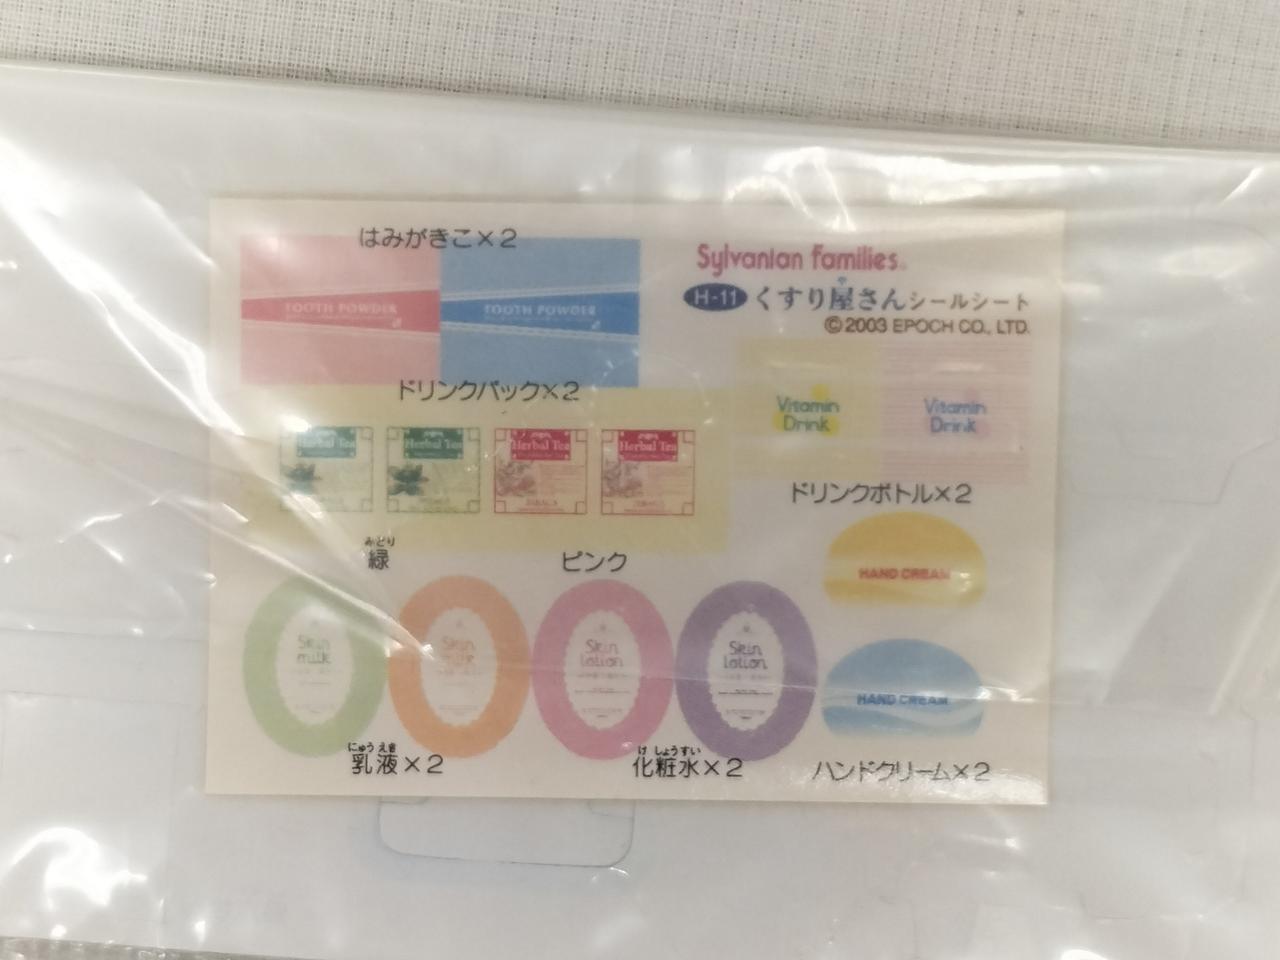 はみがきこ×2
TOOTH POWDER
TOOTH POWDER
Sylvanian Families
H-11 くすり屋さんシールシート
や
©2003 EPOCH CO., LTD.
ドリンクパック×2
Herbal Tea
Herbal Tea
Herbal Tea
Herbal Tea
Vitamin
Drink
Vitamin
Drink
ドリンクボトル×2
みどり
緑
ピンク
HAND CREAM
Skin
milk
Skin
milk
Skin
lotion
Skin
lotion
HAND CREAM
にゅうえき
乳液×2
けしょうすい
化粧水×2
ハンドクリーム×2